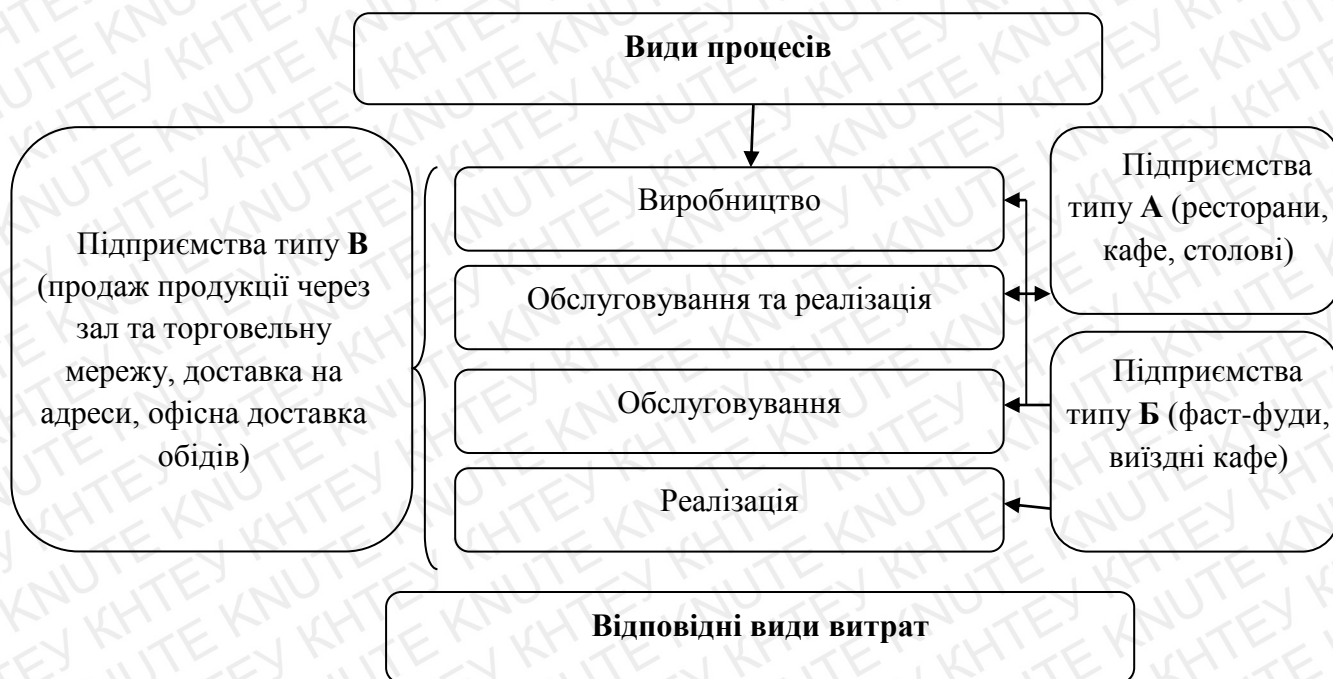 Види процесів
Підприємства типу В
(продаж продукції через
зал та торговельну
мережу, доставка на
адреси, офісна доставка
обідів)
Виробництво
Обслуговування та реалізація
Обслуговування
Реалізація
Підприємства
типу А (ресторани,
кафе, столові)
Підприємства
типу Б (фаст-фуди,
виїздні кафе)
Відповідні види витрат